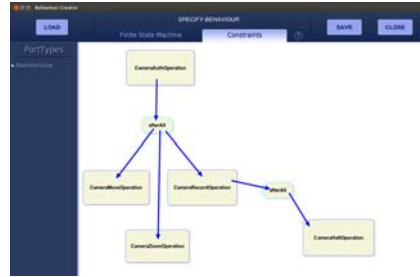 Behaviour Creator
LOAD
SPECIFY BEHAVIOUR
Finite State Machine
Constraints
?
SAVE
CLOSE
PortTypes
CameraAuthOperation
afterAll
CameraMoveOperation
CameraRecordOperation
afterAll
CameraZoomOperation
CameraHaltOperation